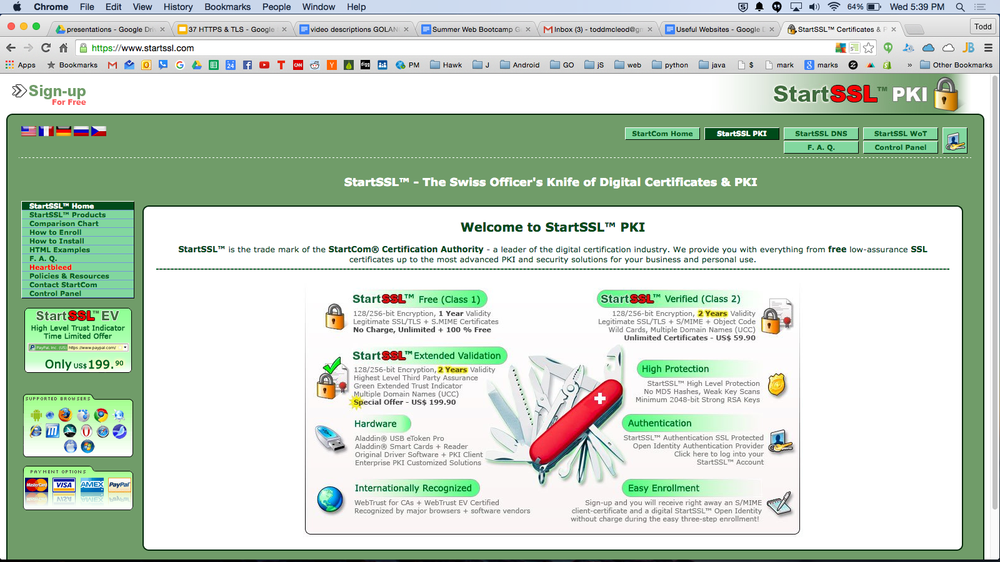 Chrome File Edit View History Bookmarks People Window Help
64% Wed 5:39 PM
presentations - Google Dri
37 HTTPS & TLS - Google
video descriptions GOLAN
Summer Web Bootcamp G
Inbox (3) - toddmcleod@g
Useful Websites - Google D
StartSSL™ Certificates & P
Todd
https://www.startssl.com
Apps Bookmarks PM Hawk J Android GO jS web python java $ mark marks » Other Bookmarks
Sign-up
For Free
StartSSL™ PKI
StartCom Home StartSSL PKI StartSSL DNS StartSSL WoT
F. A. Q. Control Panel
StartSSL™ - The Swiss Officer's Knife of Digital Certificates & PKI
StartSSL™ Home
StartSSL™ Products
Comparison Chart
How to Enroll
How to Install
HTML Examples
F. A. Q.
Heartbleed
Policies & Resources
Contact StartCom
Control Panel
StartSSL™ EV
High Level Trust Indicator
Time Limited Offer
PayPal, Inc. (US) https://www.paypal.com/
Only US$ 199.90
SUPPORTED BROWSERS
PAYMENT OPTIONS
MasterCard VISA AMEX PayPal
Welcome to StartSSL™ PKI
StartSSL™ is the trade mark of the StartCom® Certification Authority - a leader of the digital certification industry. We provide you with everything from free low-assurance SSL
certificates up to the most advanced PKI and security solutions for your business and personal use.
StartSSL™ Free (Class 1)
128/256-bit Encryption, 1 Year Validity
Legitimate SSL/TLS + S.MIME Certificates
No Charge, Unlimited + 100 % Free
StartSSL™ Verified (Class 2)
128/256-bit Encryption, 2 Years Validity
Legitimate SSL/TLS + S/MIME + Object Code
Wild Cards, Multiple Domain Names (UCC)
Unlimited Certificates - US$ 59.90
StartSSL™ Extended Validation
128/256-bit Encryption, 2 Years Validity
Highest Level Third Party Assurance
Green Extended Trust Indicator
Multiple Domain Names (UCC)
Special Offer - US$ 199.90
High Protection
StartSSL™ High Level Protection
No MD5 Hashes, Weak Key Scans
Minimum 2048-bit Strong RSA Keys
Hardware
Aladdin® USB eToken Pro
Aladdin® Smart Cards + Reader
Original Driver Software + PKI Client
Enterprise PKI Customized Solutions
Authentication
StartSSL™ Authentication SSL Protected
Open Identity Authentication Provider
Click here to log into your
StartSSL™ Account
Internationally Recognized
WebTrust for CAs + WebTrust EV Certified
Recognized by major browsers + software vendors
Easy Enrollment
Sign-up and you will receive right away an S/MIME
client-certificate and a digital StartSSL™ Open Identity
without charge during the easy three-step enrollment!